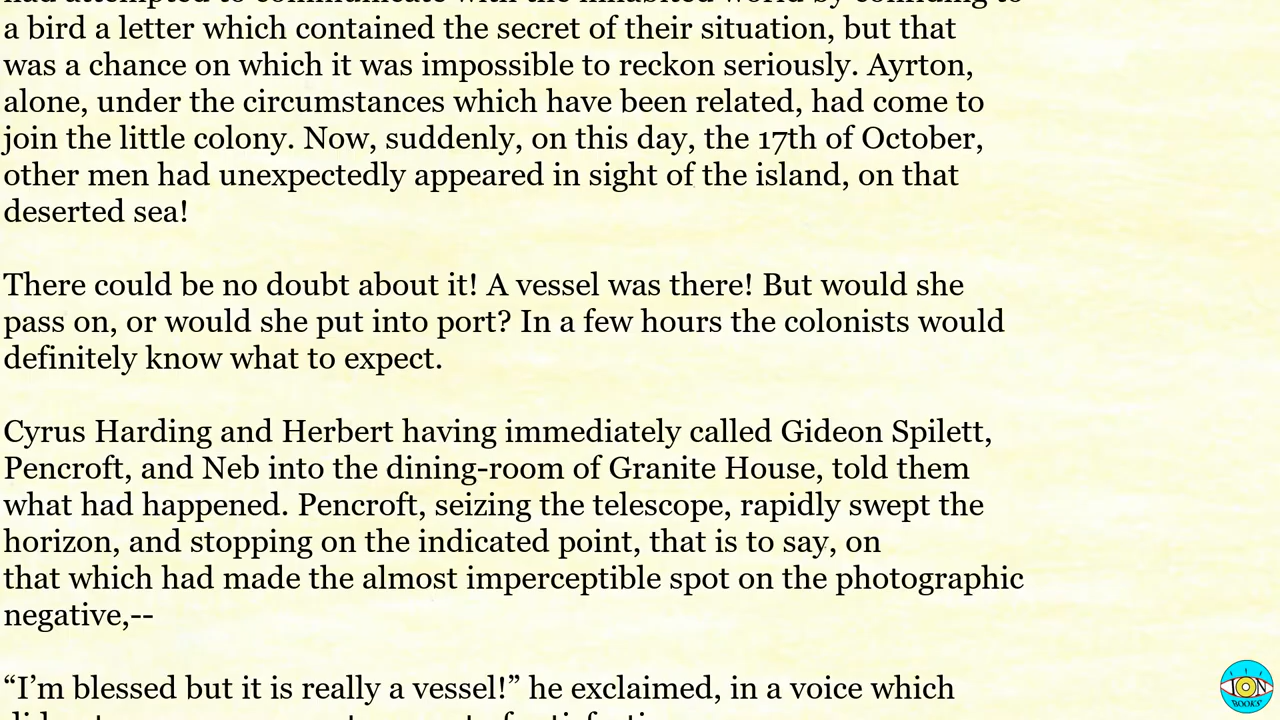 a bird a letter which contained the secret of their situation, but that
was a chance on which it was impossible to reckon seriously. Ayrton,
alone, under the circumstances which have been related, had come to
join the little colony. Now, suddenly, on this day, the 17th of October,
other men had unexpectedly appeared in sight of the island, on that
deserted sea!
There could be no doubt about it! A vessel was there! But would she
pass on, or would she put into port? In a few hours the colonists would
definitely know what to expect.
Cyrus Harding and Herbert having immediately called Gideon Spilett,
Pencroft, and Neb into the dining-room of Granite House, told them
what had happened. Pencroft, seizing the telescope, rapidly swept the
horizon, and stopping on the indicated point, that is to say, on
that which had made the almost imperceptible spot on the photographic
negative,--
“I’m blessed but it is really a vessel!” he exclaimed, in a voice which
ION
BOOKS